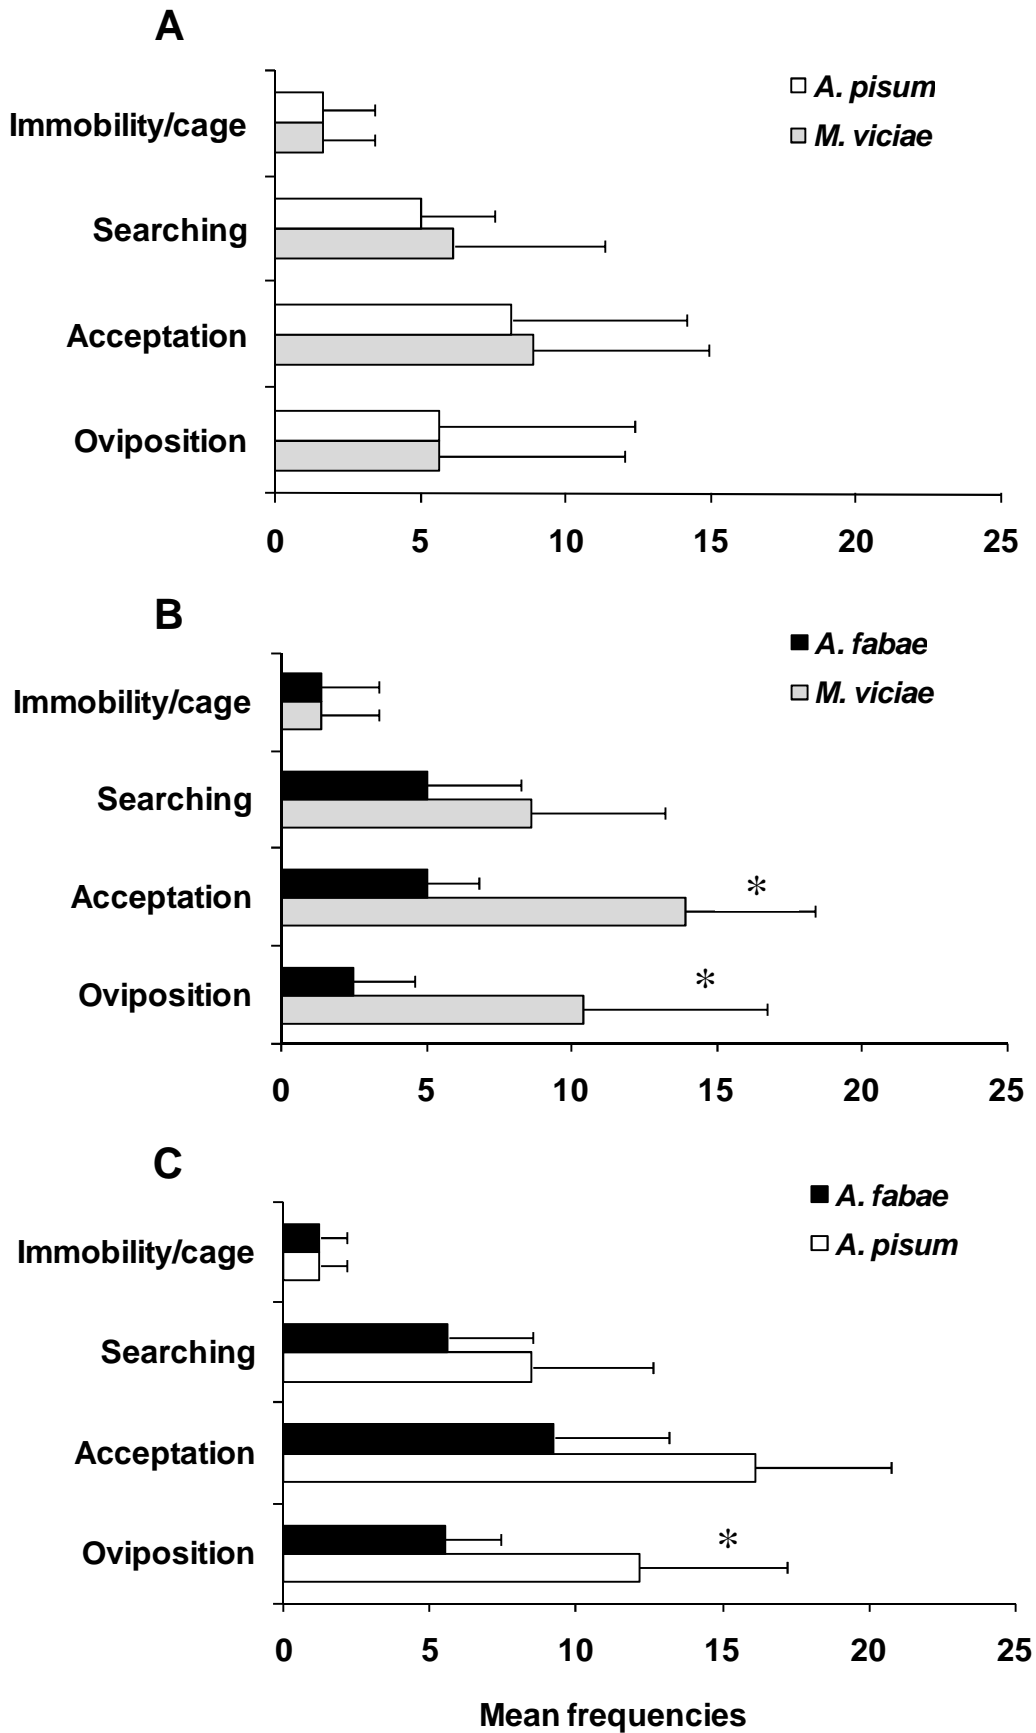 A
A. pisum
M. viciae
Immobility/cage
Searching
Acceptation
Oviposition
0 5 10 15 20 25
B
A. fabae
M. viciae
Immobility/cage
Searching
Acceptation
*
Oviposition
*
0 5 10 15 20 25
C
A. fabae
A. pisum
Immobility/cage
Searching
Acceptation
Oviposition
*
0 5 10 15 20 25
Mean frequencies